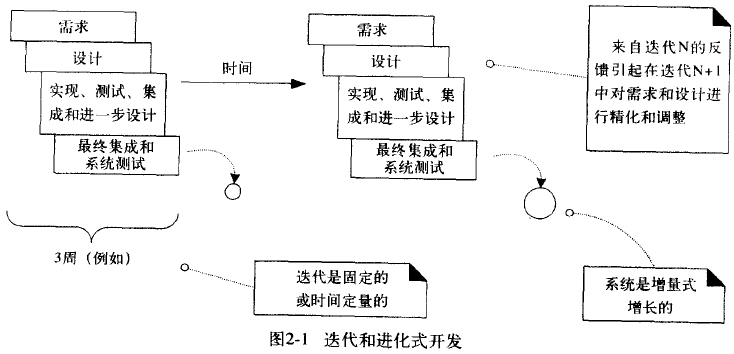 需求
设计
实现、测试、集
成和进一步设计
最终集成和
系统测试
3周（例如）
时间
需求
设计
实现、测试、集
成和进一步设计
最终集成和
系统测试
来自迭代N的反
馈引起在迭代N+1
中对需求和设计进
行精化和调整
迭代是固定的
或时间定量的
系统是增量式
增长的
图2-1 迭代和进化式开发